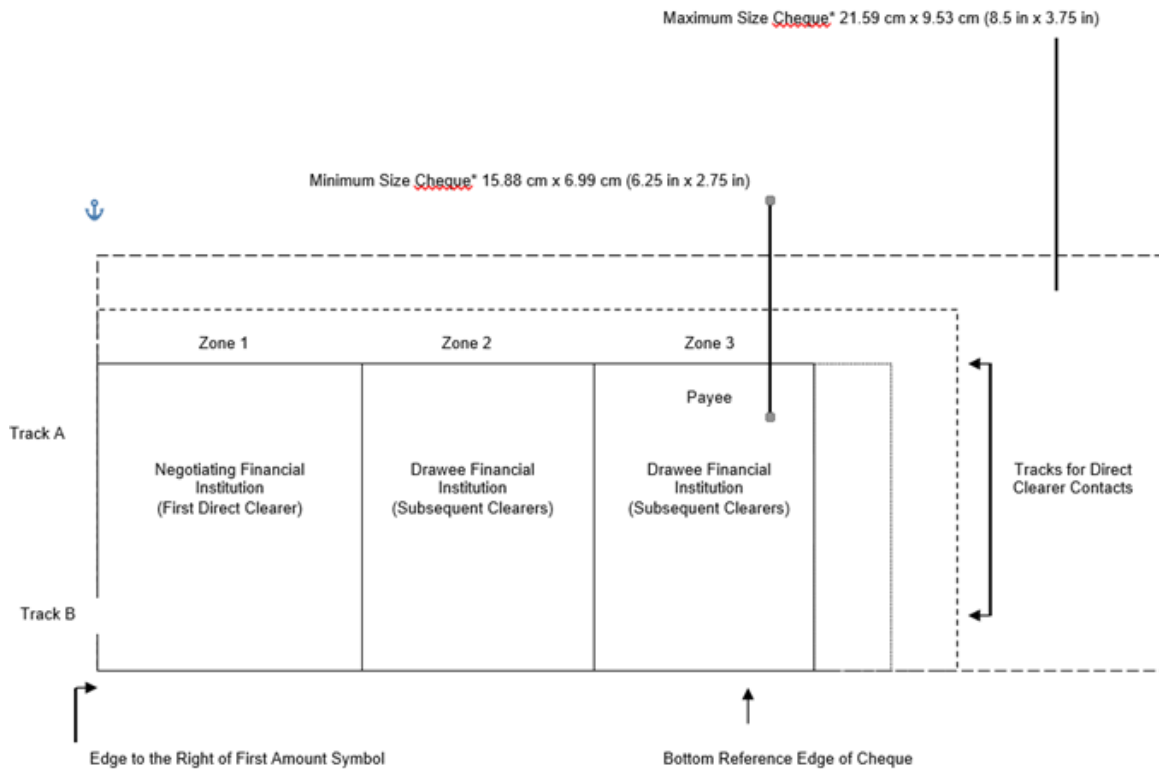 Maximum Size Cheque* 21.59 cm x 9.53 cm (8.5 in x 3.75 in)
Minimum Size Cheque* 15.88 cm x 6.99 cm (6.25 in x 2.75 in)
Zone 1
Zone 2
Zone 3
Payee
Track A
Negotiating Financial
Institution
(First Direct Clearer)
Drawee Financial
Institution
(Subsequent Clearers)
Drawee Financial
Institution
(Subsequent Clearers)
Tracks for Direct
Clearer Contacts
Track B
Edge to the Right of First Amount Symbol
Bottom Reference Edge of Cheque